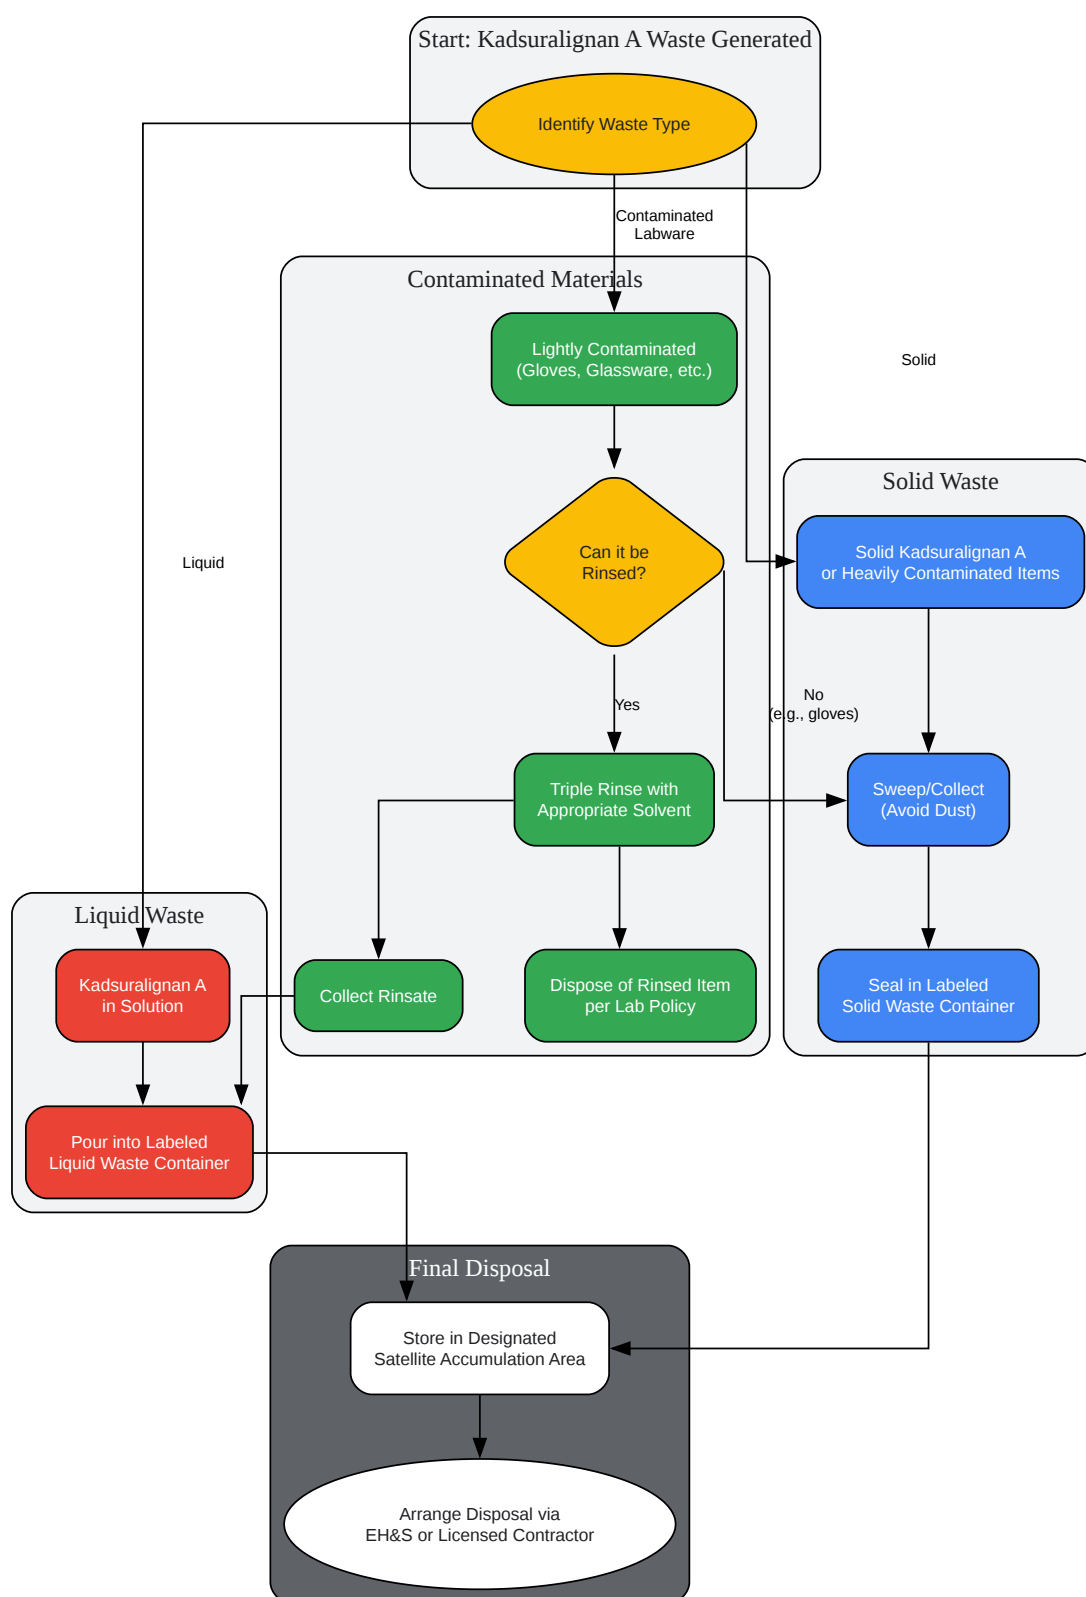 Start: Kadsuralignan A Waste Generated
Identify Waste Type
Contaminated
Labware
Contaminated Materials
Lightly Contaminated
(Gloves, Glassware, etc.)
Solid
Solid Waste
Can it be
Rinsed?
Solid Kadsuralignan A
or Heavily Contaminated Items
Liquid
Yes
No
(e.g., gloves)
Triple Rinse with
Appropriate Solvent
Sweep/Collect
(Avoid Dust)
Liquid Waste
Kadsuralignan A
in Solution
Collect Rinsate
Dispose of Rinsed Item
per Lab Policy
Seal in Labeled
Solid Waste Container
Pour into Labeled
Liquid Waste Container
Final Disposal
Store in Designated
Satellite Accumulation Area
Arrange Disposal via
EH&S or Licensed Contractor